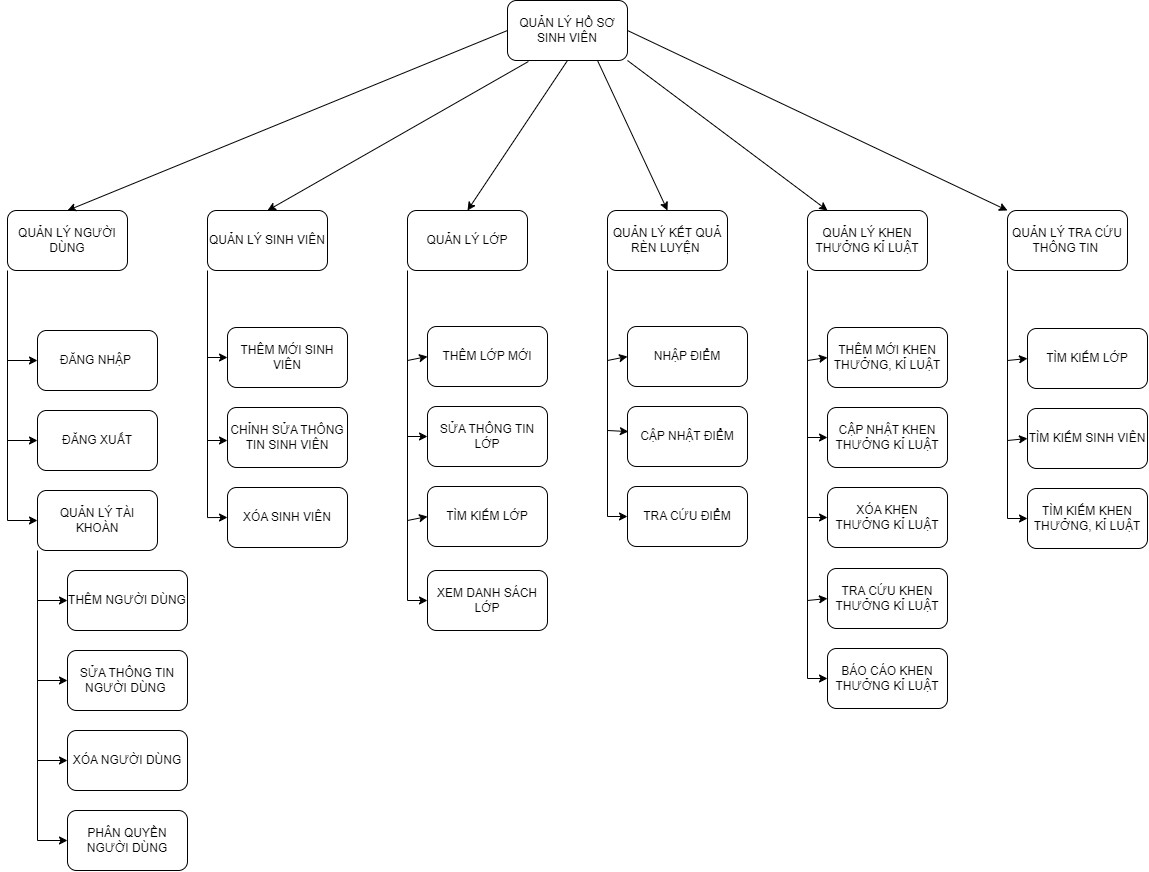 QUẢN LÝ HỒ SƠ
SINH VIÊN
QUẢN LÝ NGƯỜI
DÙNG
QUẢN LÝ SINH VIÊN
QUẢN LÝ LỚP
QUẢN LÝ KẾT QUẢ
RÈN LUYỆN
QUẢN LÝ KHEN
THƯỞNG KỈ LUẬT
QUẢN LÝ TRA CỨU
THÔNG TIN
ĐĂNG NHẬP
ĐĂNG XUẤT
QUẢN LÝ TÀI
KHOẢN
THÊM NGƯỜI DÙNG
SỬA THÔNG TIN
NGƯỜI DÙNG
XÓA NGƯỜI DÙNG
PHÂN QUYỀN
NGƯỜI DÙNG
THÊM MỚI SINH
VIÊN
CHỈNH SỬA THÔNG
TIN SINH VIÊN
XÓA SINH VIÊN
THÊM LỚP MỚI
SỬA THÔNG TIN
LỚP
TÌM KIẾM LỚP
XEM DANH SÁCH
LỚP
NHẬP ĐIỂM
CẬP NHẬT ĐIỂM
TRA CỨU ĐIỂM
THÊM MỚI KHEN
THƯỞNG, KỈ LUẬT
CẬP NHẬT KHEN
THƯỞNG KỈ LUẬT
XÓA KHEN
THƯỞNG KỈ LUẬT
TRA CỨU KHEN
THƯỞNG KỈ LUẬT
BÁO CÁO KHEN
THƯỞNG KỈ LUẬT
TÌM KIẾM LỚP
TÌM KIẾM SINH VIÊN
TÌM KIẾM KHEN
THƯỞNG, KỈ LUẬT